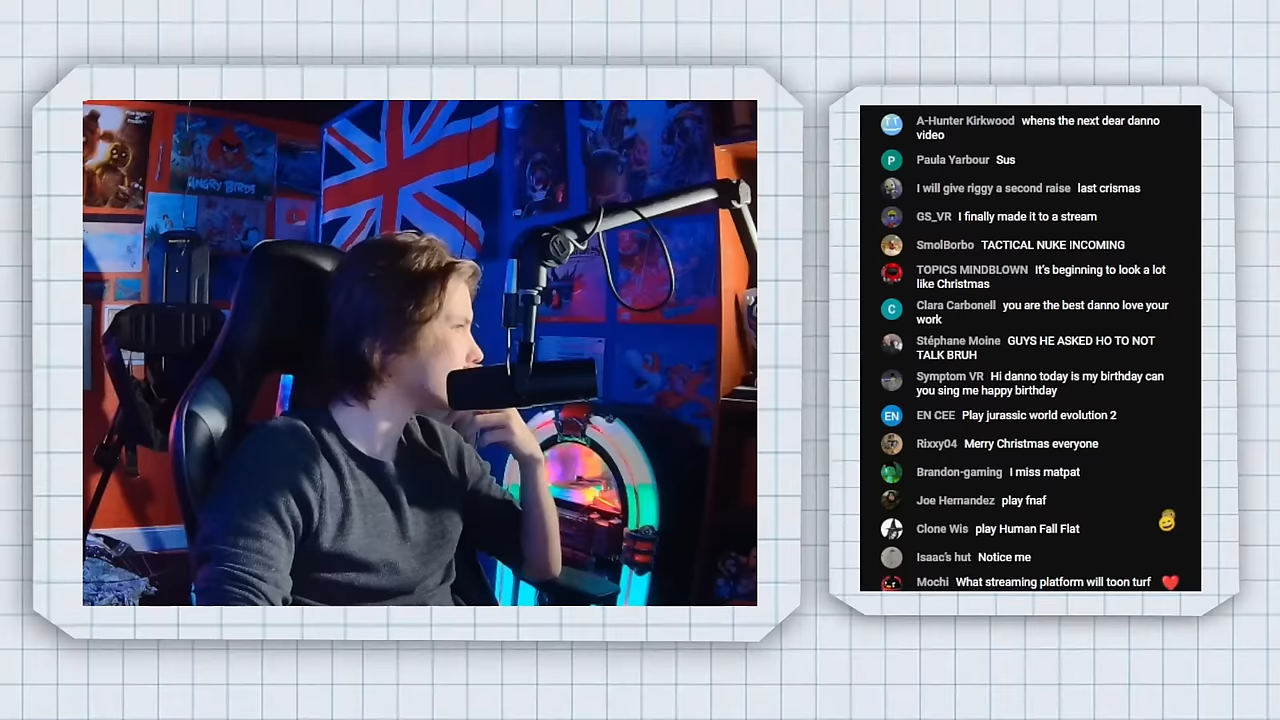 ANGRY BIRDS
A-Hunter Kirkwood whens the next dear danno
video
P
Paula Yarbour Sus
I will give riggy a second raise last crismas
GS_VR I finally made it to a stream
SmolBorbo TACTICAL NUKE INCOMING
TOPICS MINDBLOWN It's beginning to look a lot
like Christmas
C
Clara Carbonell you are the best danno love your
work
Stéphane Moine GUYS HE ASKED HO TO NOT
TALK BRUH
Symptom VR Hi danno today is my birthday can
you sing me happy birthday
EN
EN CEE Play jurassic world evolution 2
Rixxy04 Merry Christmas everyone
Brandon-gaming I miss matpat
Joe Hernandez play fnaf
Clone Wis play Human Fall Flat
Isaac's hut Notice me
Mochi What streaming platform will toon turf